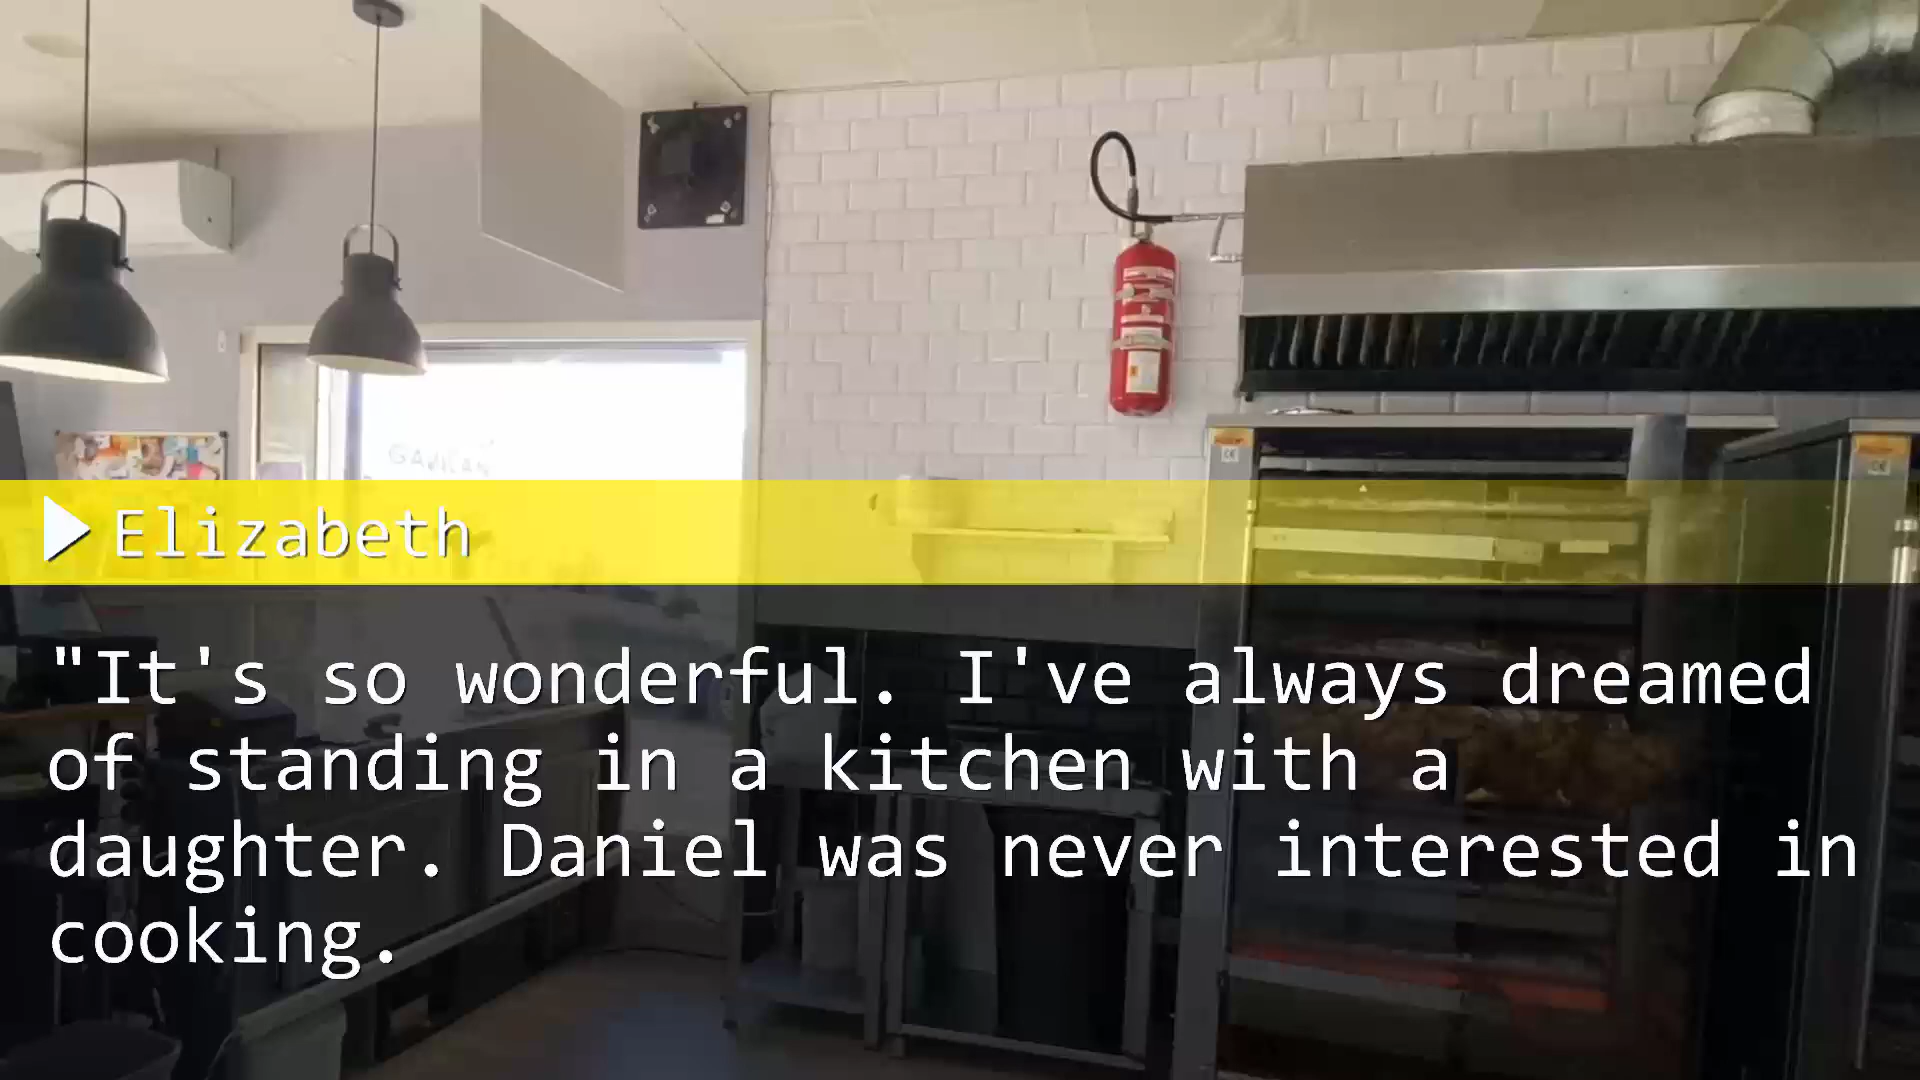 Elizabeth
"It's so wonderful. I've always dreamed
of standing in a kitchen with a
daughter. Daniel was never interested in
cooking.